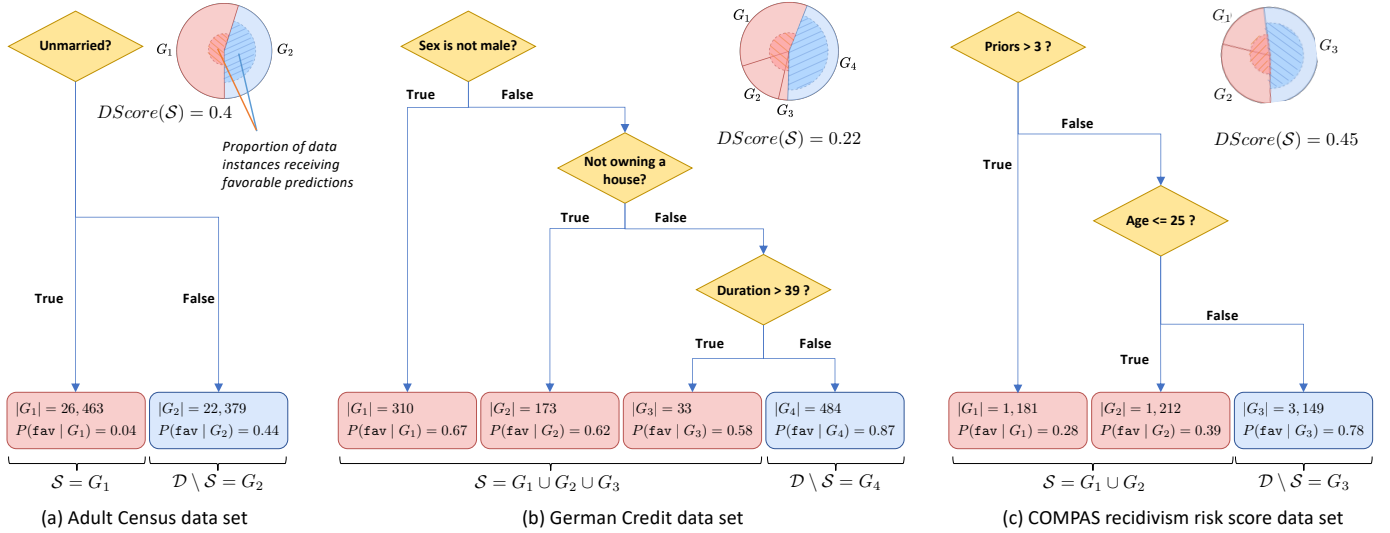 Unmarried?
G₁
G₂
DScore(𝒮) = 0.4
Proportion of data
instances receiving
favorable predictions
True
False
|G₁| = 26,463
P(fav | G₁) = 0.04
|G₂| = 22,379
P(fav | G₂) = 0.44
𝒮 = G₁
𝒟 \ 𝒮 = G₂
(a) Adult Census data set
Sex is not male?
G₁
G₂
G₃
G₄
DScore(𝒮) = 0.22
True
False
Not owning a
house?
True
False
Duration > 39 ?
True
False
|G₁| = 310
P(fav | G₁) = 0.67
|G₂| = 173
P(fav | G₂) = 0.62
|G₃| = 33
P(fav | G₃) = 0.58
|G₄| = 484
P(fav | G₄) = 0.87
𝒮 = G₁ ∪ G₂ ∪ G₃
𝒟 \ 𝒮 = G₄
(b) German Credit data set
Priors > 3 ?
G₁
G₂
G₃
DScore(𝒮) = 0.45
True
False
Age <= 25 ?
True
False
|G₁| = 1,181
P(fav | G₁) = 0.28
|G₂| = 1,212
P(fav | G₂) = 0.39
|G₃| = 3,149
P(fav | G₃) = 0.78
𝒮 = G₁ ∪ G₂
𝒟 \ 𝒮 = G₃
(c) COMPAS recidivism risk score data set